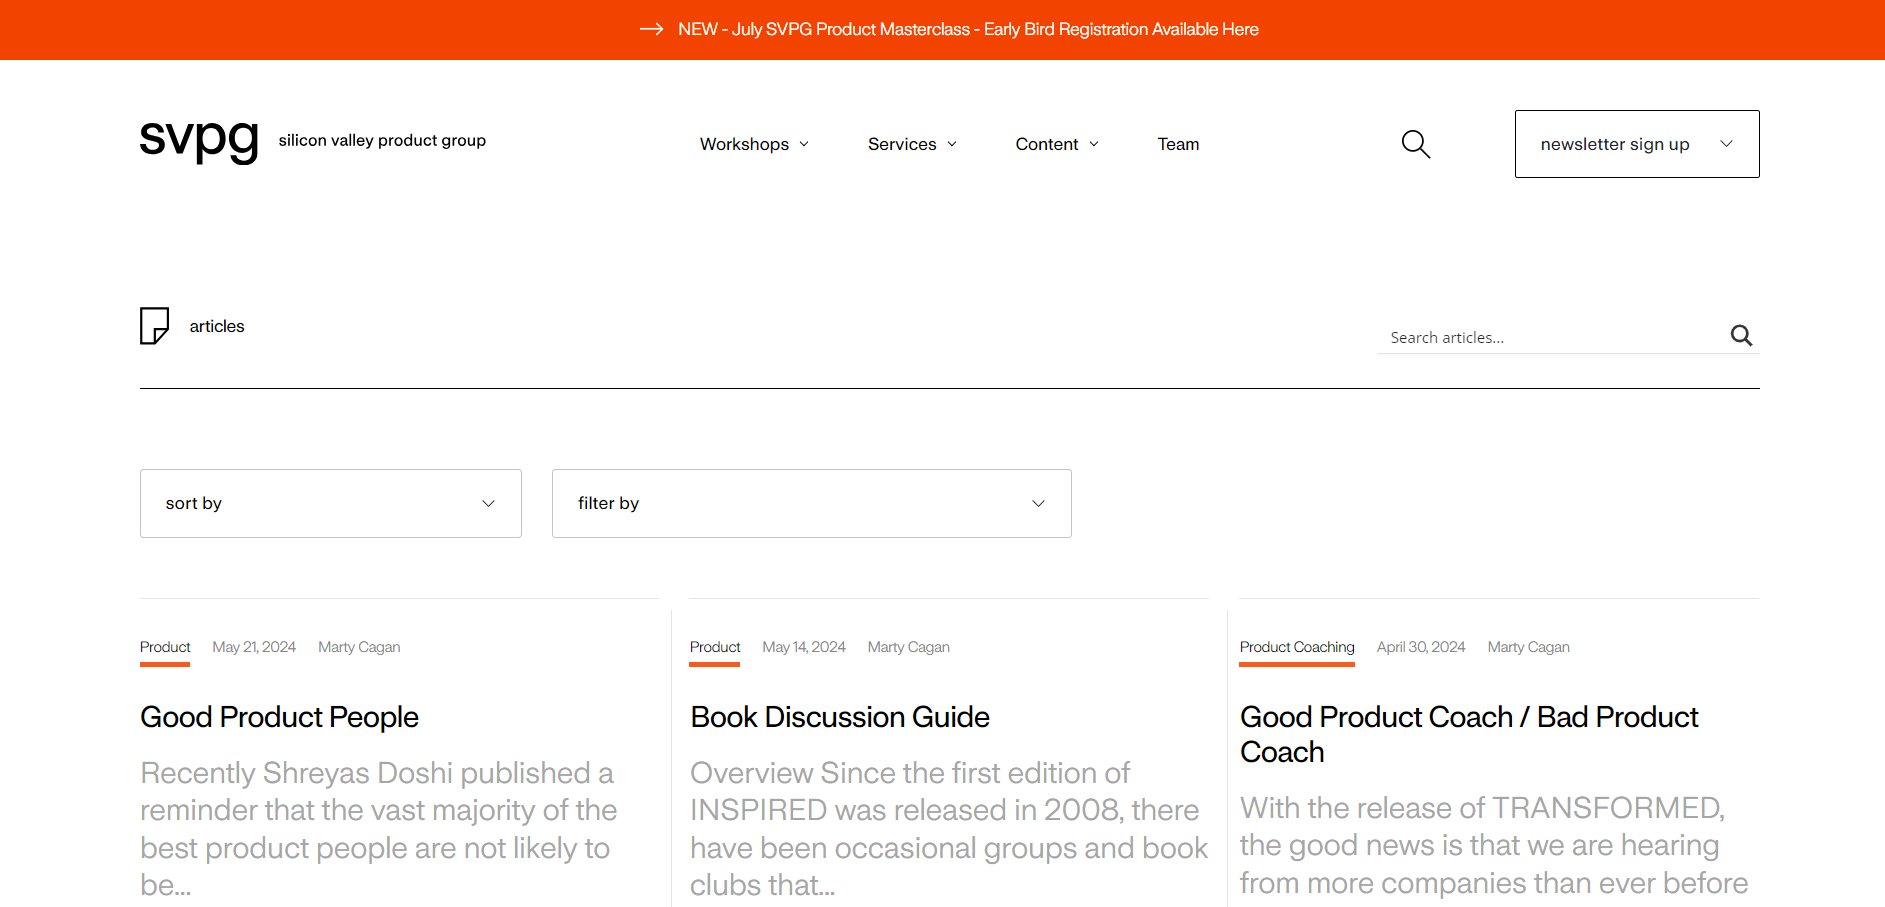 NEW - July SVPG Product Masterclass - Early Bird Registration Available Here
svpg silicon valley product group
Workshops
Services
Content
Team
newsletter sign up
articles
Search articles...
sort by
filter by
Product May 21, 2024 Marty Cagan
Good Product People
Recently Shreyas Doshi published a
reminder that the vast majority of the
best product people are not likely to
be...
Product May 14, 2024 Marty Cagan
Book Discussion Guide
Overview Since the first edition of
INSPIRED was released in 2008, there
have been occasional groups and book
clubs that...
Product Coaching April 30, 2024 Marty Cagan
Good Product Coach / Bad Product
Coach
With the release of TRANSFORMED,
the good news is that we are hearing
from more companies than ever before